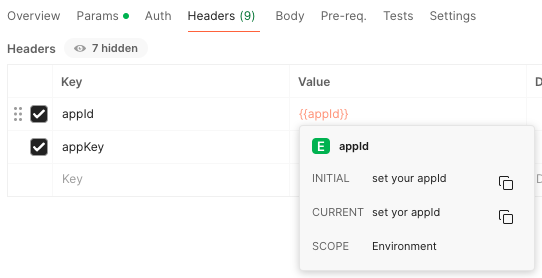 Overview Params Auth Headers (9) Body Pre-req. Tests Settings
Headers 7 hidden
Key Value D
appId {{appId}}
appKey
Key D
E appId
INITIAL set your appId
CURRENT set yor appId
SCOPE Environment